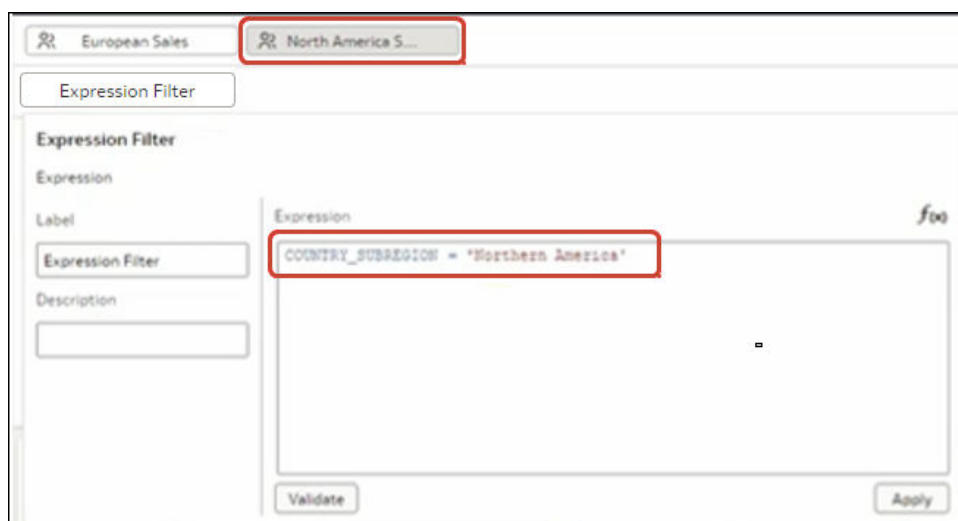 European Sales
North America S...
Expression Filter
Expression Filter
Expression
Label
Expression
f(x)
Expression Filter
COUNTRY_SUBREGION = 'Northern America'
Description
Validate
Apply